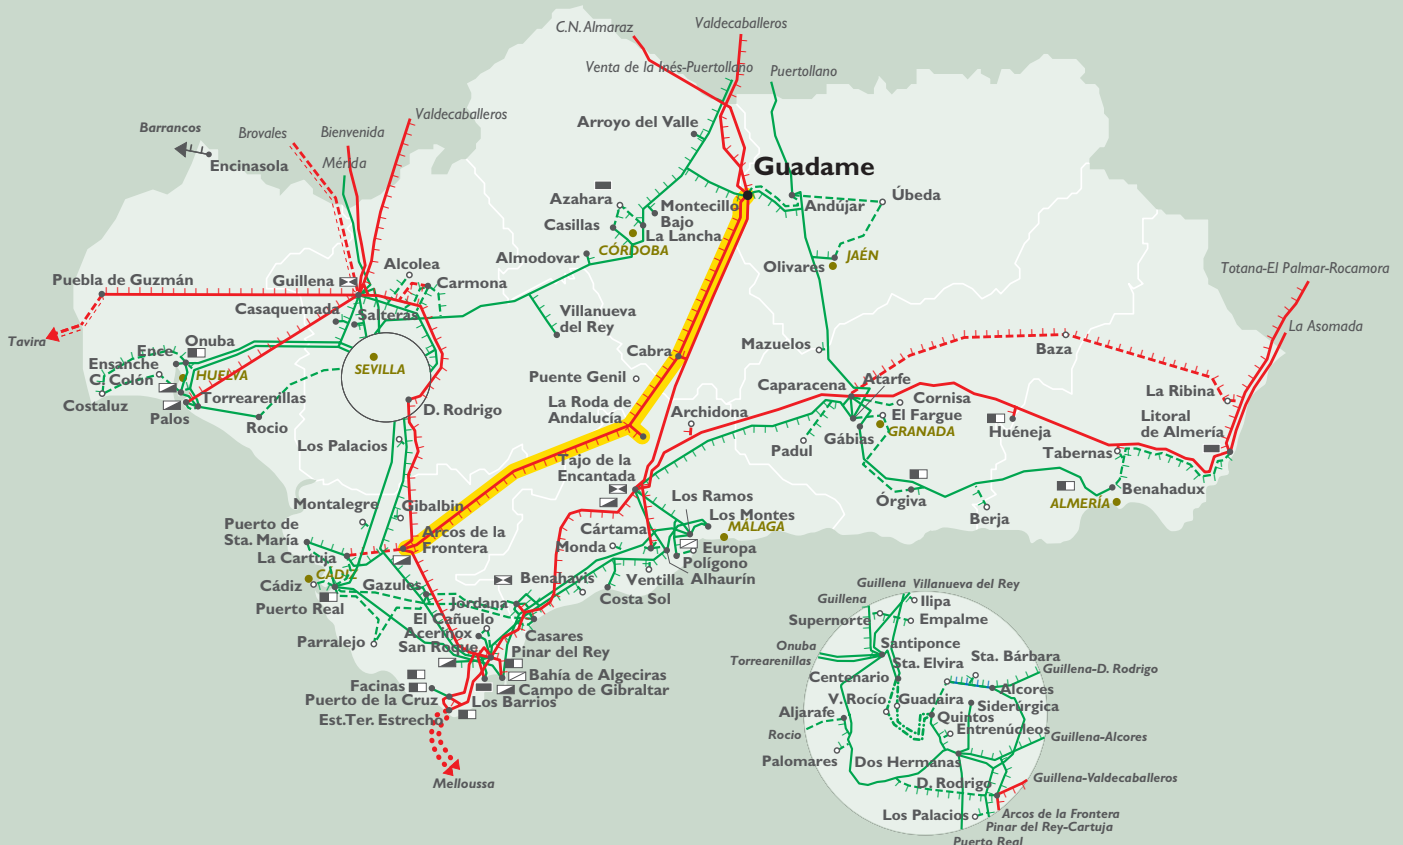 C.N. Almaraz
Valdecaballeros
Venta de la Inés-Puertollano
Puertollano
Valdecaballeros
Barrancos
Brovales
Bienvenida
Mérida
Encinasola
Arroyo del Valle
Guadame
Azahara
Montecillo
Bajo
Casillas
La Lancha
CÓRDOBA
Andújar
Úbeda
Almodovar
Olivares
JAÉN
Puebla de Guzmán
Guillena
Alcolea
Carmona
Totana-El Palmar-Rocamora
Casaquemada
Salteras
Villanueva
del Rey
La Asomada
Tavira
Onuba
Ence
Ensanche
C. Colón
HUELVA
Costaluz
Palos
Torrearenillas
Rocio
SEVILLA
D. Rodrigo
Cabra
Mazuelos
Baza
Puente Genil
La Roda de
Andalucía
Archidona
Caparacena
Atarfe
Cornisa
El Fargue
GRANADA
Gábias
Padul
La Ribina
Huéneja
Litoral
de Almería
Tabernas
Los Palacios
Tajo de la
Encantada
Órgiva
Berja
ALMERÍA
Benahadux
Montalegre
Gibalbin
Los Ramos
Los Montes
MÁLAGA
Puerto de
Sta. María
Arcos de la
Frontera
Cártama
La Cartuja
Monda
Europa
Polígono
Alhaurín
Ventilla
CÁDIZ
Cádiz
Gazules
Benahavis
Costa Sol
Puerto Real
Jordana
El Cañuelo
Acerinox
San Roque
Casares
Pinar del Rey
Parralejo
Bahía de Algeciras
Campo de Gibraltar
Facinas
Puerto de la Cruz
Los Barrios
Est.Ter. Estrecho
Melloussa
Guillena
Villanueva del Rey
Guillena
Ilipa
Supernorte
Empalme
Onuba
Torrearenillas
Santiponce
Sta. Elvira
Sta. Bárbara
Guillena-D. Rodrigo
Centenario
Alcores
V. Rocío
Guadaira
Siderúrgica
Aljarafe
Quintos
Entrenúcleos
Rocio
Guillena-Alcores
Palomares
Dos Hermanas
Guillena-Valdecaballeros
D. Rodrigo
Los Palacios
Arcos de la Frontera
Pinar del Rey-Cartuja
Puerto Real